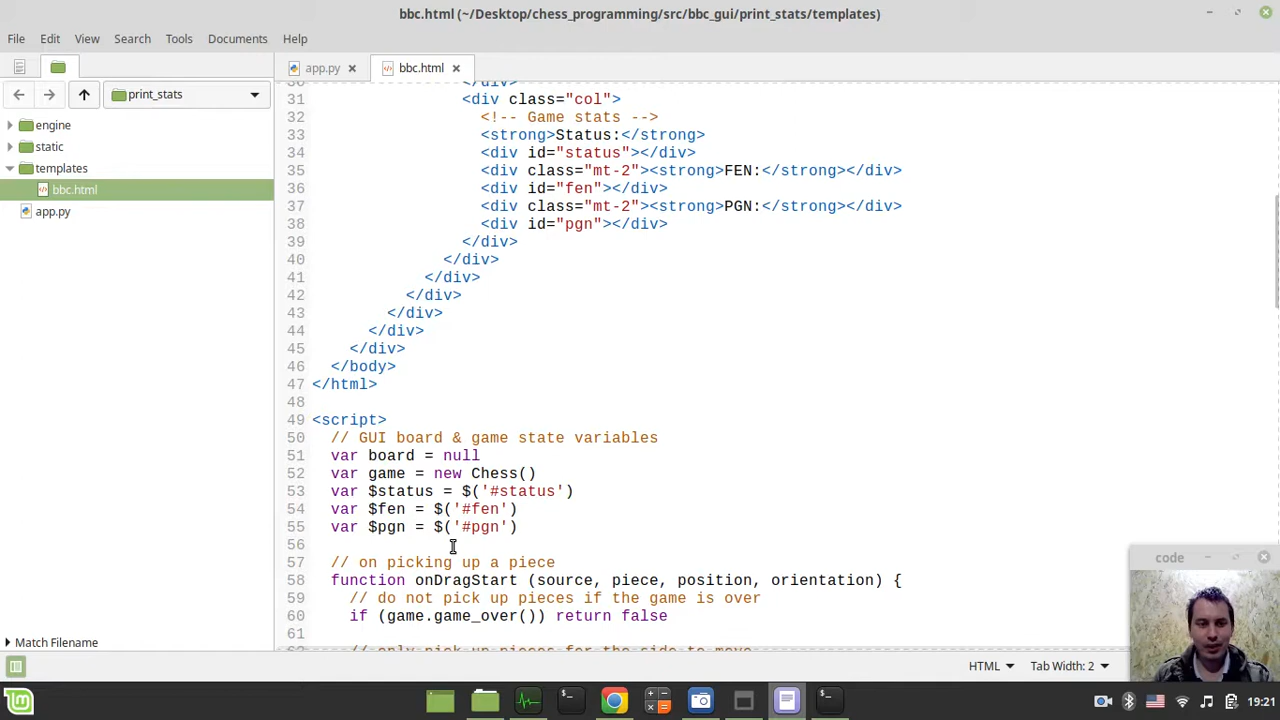 bbc.html (~/Desktop/chess_programming/src/bbc_gui/print_stats/templates)
File Edit View Search Tools Documents Help
app.py bbc.html
print_stats
engine
static
templates
bbc.html
app.py
Match Filename
31 <div class="col">
32 <!-- Game stats -->
33 <strong>Status:</strong>
34 <div id="status"></div>
35 <div class="mt-2"><strong>FEN:</strong></div>
36 <div id="fen"></div>
37 <div class="mt-2"><strong>PGN:</strong></div>
38 <div id="pgn"></div>
39 </div>
40 </div>
41 </div>
42 </div>
43 </div>
44 </div>
45 </div>
46 </body>
47 </html>
48
49 <script>
50 // GUI board & game state variables
51 var board = null
52 var game = new Chess()
53 var $status = $('#status')
54 var $fen = $('#fen')
55 var $pgn = $('#pgn')
56
57 // on picking up a piece
58 function onDragStart (source, piece, position, orientation) {
59 // do not pick up pieces if the game is over
60 if (game.game_over()) return false
61
// only pick up pieces for the side to move
code
HTML Tab Width: 2
19:21